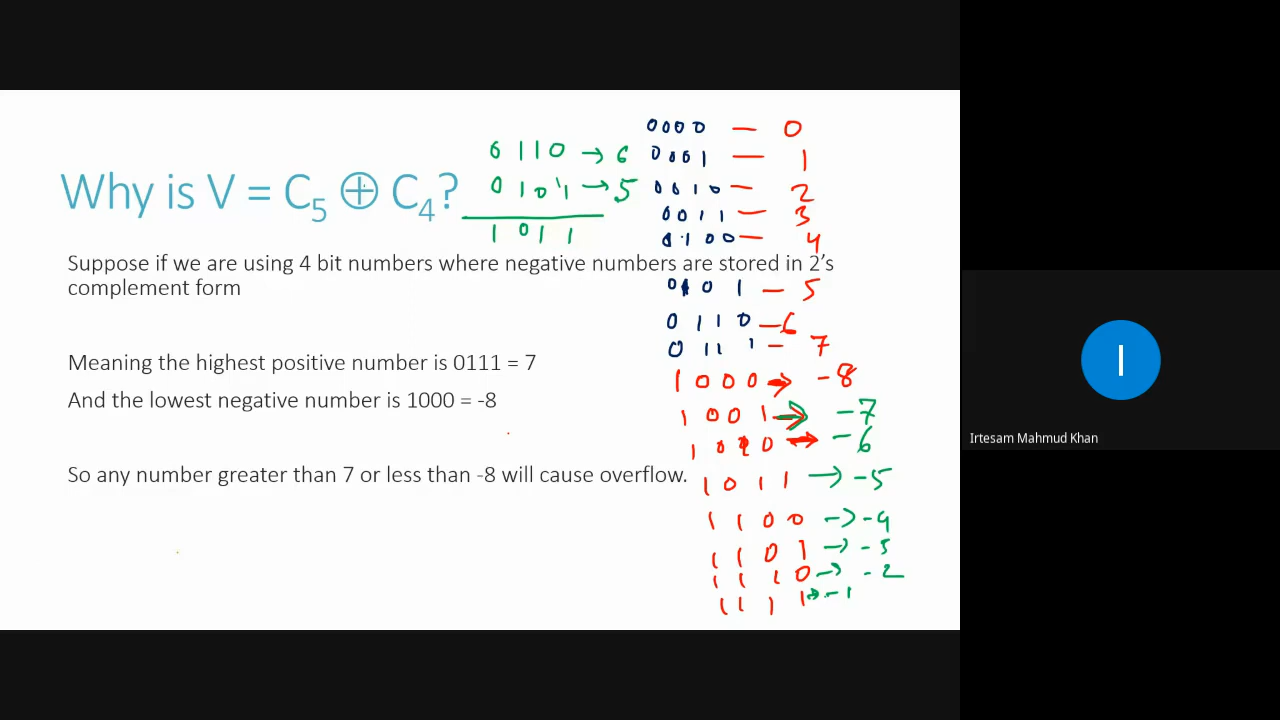 0110 → 6
0101 → 5
1011
Why is V = C5 ⊕ C4?
Suppose if we are using 4 bit numbers where negative numbers are stored in 2's
complement form
Meaning the highest positive number is 0111 = 7
And the lowest negative number is 1000 = -8
So any number greater than 7 or less than -8 will cause overflow.
0000 — 0
0001 — 1
0010 — 2
0011 — 3
0100 — 4
0101 — 5
0110 — 6
0111 — 7
1000 → -8
1001 → -7
1010 → -6
1011 → -5
1100 → -4
1101 → -3
1110 → -2
1111 → -1
I
Irtesam Mahmud Khan